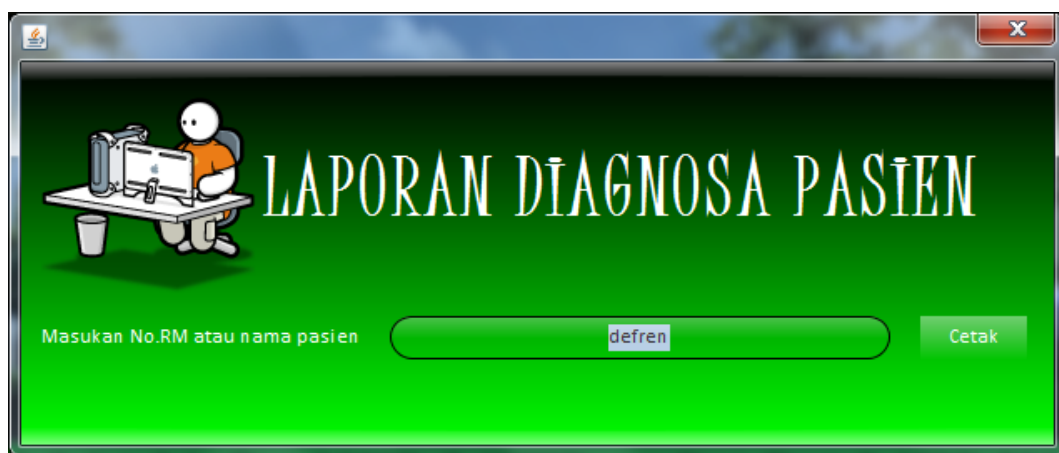 LAPORAN DIAGNOSA PASIEN
Masukan No.RM atau nama pasien defren Cetak